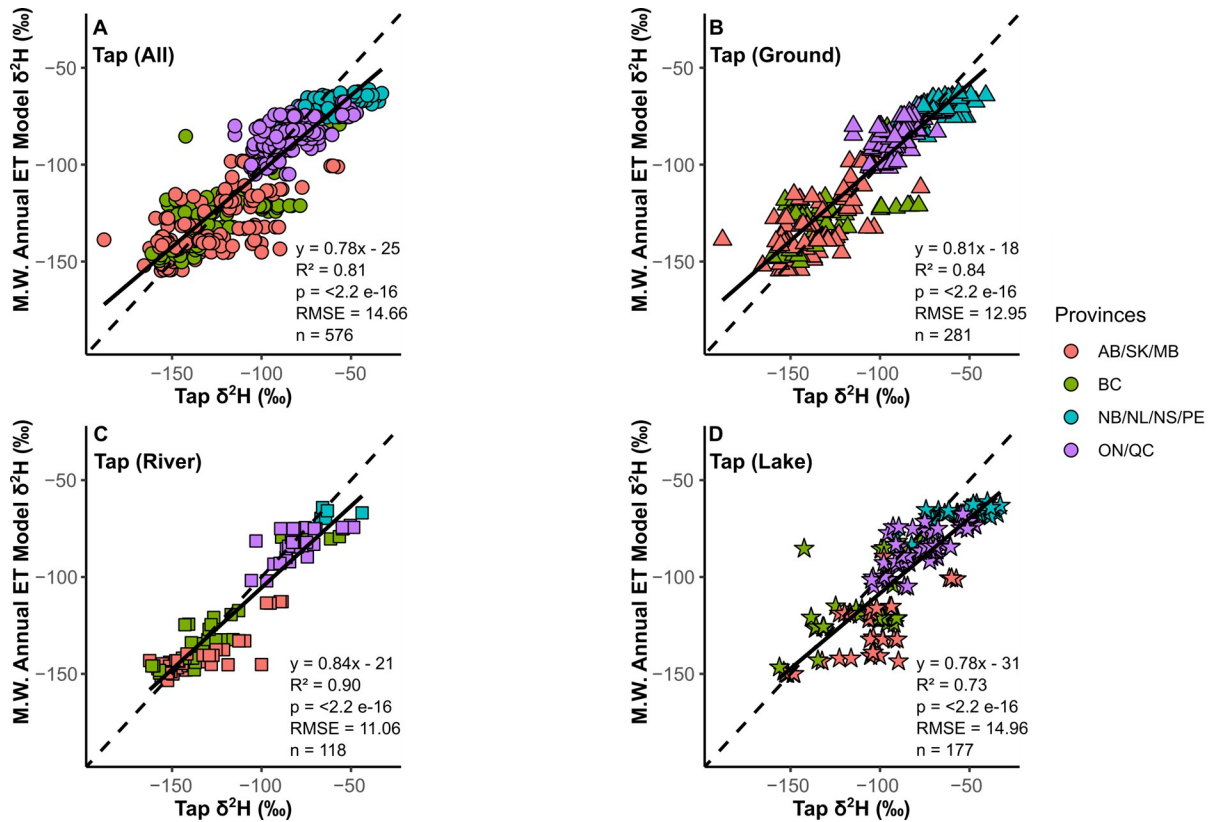 A
Tap (All)
M.W. Annual ET Model δ²H (‰)
−50
−100
−150
y = 0.78x - 25
R² = 0.81
p = <2.2 e-16
RMSE = 14.66
n = 576
−150
−100
−50
Tap δ²H (‰)
B
Tap (Ground)
M.W. Annual ET Model δ²H (‰)
−50
−100
−150
y = 0.81x - 18
R² = 0.84
p = <2.2 e-16
RMSE = 12.95
n = 281
−150
−100
−50
Tap δ²H (‰)
Provinces
AB/SK/MB
BC
NB/NL/NS/PE
ON/QC
C
Tap (River)
M.W. Annual ET Model δ²H (‰)
−50
−100
−150
y = 0.84x - 21
R² = 0.90
p = <2.2 e-16
RMSE = 11.06
n = 118
−150
−100
−50
Tap δ²H (‰)
D
Tap (Lake)
M.W. Annual ET Model δ²H (‰)
−50
−100
−150
y = 0.78x - 31
R² = 0.73
p = <2.2 e-16
RMSE = 14.96
n = 177
−150
−100
−50
Tap δ²H (‰)